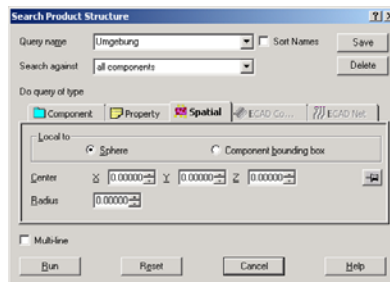 Search Product Structure
Query name Umgebung Sort Names Save
Search against all components Delete
Do query of type
Component Property Spatial ECAD Co... ECAD Net
Local to
Sphere Component bounding box
Center X 0.00000 Y 0.00000 Z 0.00000
Radius 0.00000
Multi-line
Run Reset Cancel Help